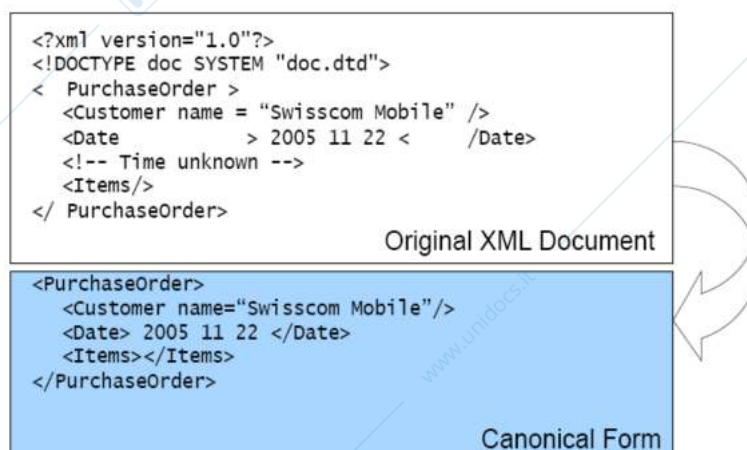 <?xml version="1.0"?>
<!DOCTYPE doc SYSTEM "doc.dtd">
<  PurchaseOrder >
<Customer name = “Swisscom Mobile” />
<Date          > 2005 11 22 <     /Date>
<!-- Time unknown -->
<Items/>
</ PurchaseOrder>
Original XML Document
<PurchaseOrder>
<Customer name=“Swisscom Mobile”/>
<Date> 2005 11 22 </Date>
<Items></Items>
</PurchaseOrder>
Canonical Form